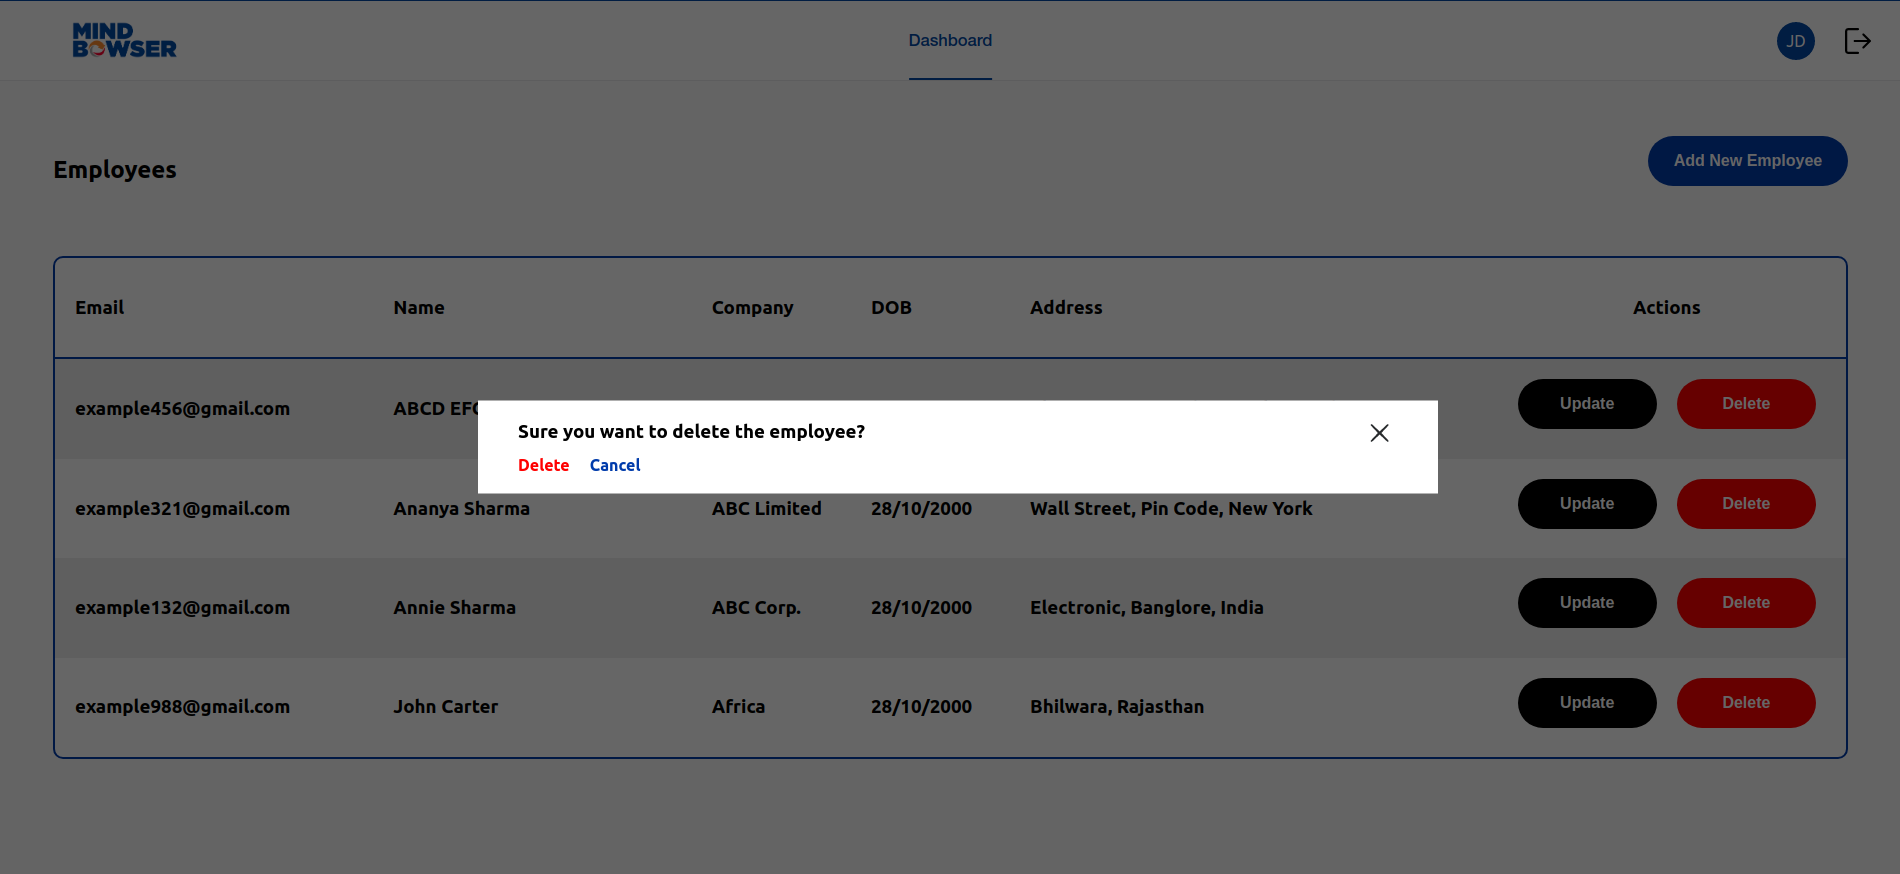 MIND
BOWSER
Dashboard
JD
Employees
Add New Employee
Email Name Company DOB Address Actions
example456@gmail.com ABCD Update Delete
Sure you want to delete the employee?
Delete Cancel
example321@gmail.com Ananya Sharma ABC Limited 28/10/2000 Wall Street, Pin Code, New York Update Delete
example132@gmail.com Annie Sharma ABC Corp. 28/10/2000 Electronic, Banglore, India Update Delete
example988@gmail.com John Carter Africa 28/10/2000 Bhilwara, Rajasthan Update Delete